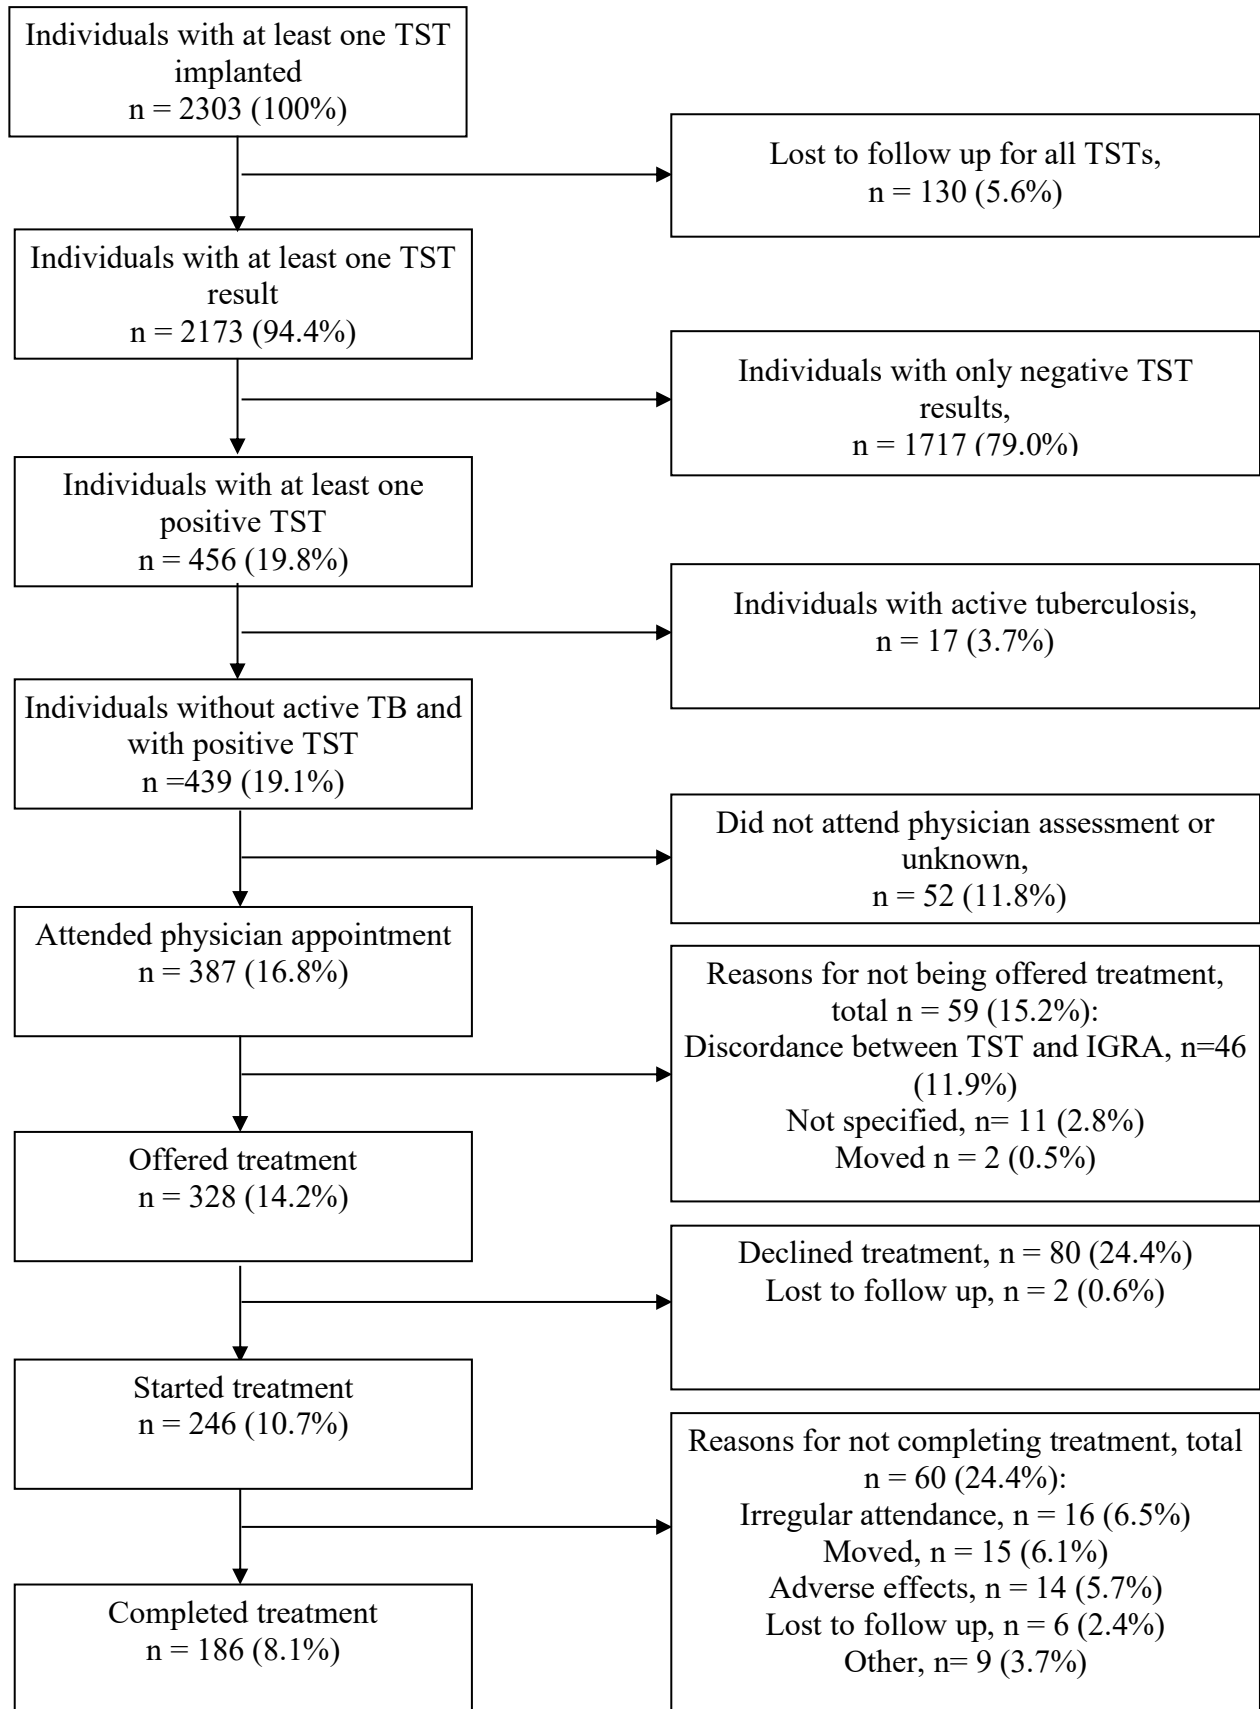 Individuals with at least one TST
implanted
n = 2303 (100%)
Lost to follow up for all TSTs,
n = 130 (5.6%)
Individuals with at least one TST
result
n = 2173 (94.4%)
Individuals with only negative TST
results,
n = 1717 (79.0%)
Individuals with at least one
positive TST
n = 456 (19.8%)
Individuals with active tuberculosis,
n = 17 (3.7%)
Individuals without active TB and
with positive TST
n =439 (19.1%)
Did not attend physician assessment or
unknown,
n = 52 (11.8%)
Attended physician appointment
n = 387 (16.8%)
Reasons for not being offered treatment,
total n = 59 (15.2%):
Discordance between TST and IGRA, n=46
(11.9%)
Not specified, n= 11 (2.8%)
Moved n = 2 (0.5%)
Offered treatment
n = 328 (14.2%)
Declined treatment, n = 80 (24.4%)
Lost to follow up, n = 2 (0.6%)
Started treatment
n = 246 (10.7%)
Reasons for not completing treatment, total
n = 60 (24.4%):
Irregular attendance, n = 16 (6.5%)
Moved, n = 15 (6.1%)
Adverse effects, n = 14 (5.7%)
Lost to follow up, n = 6 (2.4%)
Other, n= 9 (3.7%)
Completed treatment
n = 186 (8.1%)